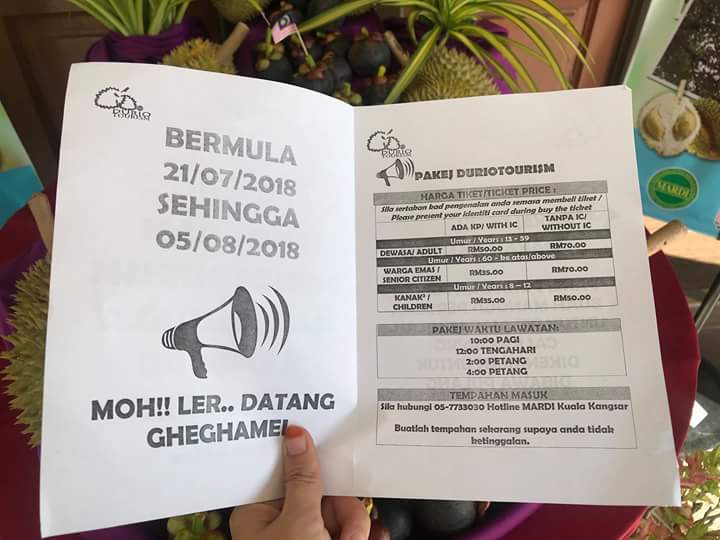 DURIO
TOURISM
BERMULA
21/07/2018
SEHINGGA
05/08/2018
MOH!! LER.. DATANG
GHEGHAME!
DURIO
TOURISM
PAKEJ DURIOTOURISM
HARGA TIKET/TICKET PRICE :
Sila sertakan kad pengenalan anda semasa membeli tiket /
Please present your identiti card during buy the ticket
ADA KP/ WITH IC TANPA IC/ WITHOUT IC
Umur / Years : 13 - 59
DEWASA/ ADULT RM50.00 RM70.00
Umur / Years : 60 - ke atas/above
WARGA EMAS / SENIOR CITIZEN RM35.00 RM70.00
Umur / Years : 8 – 12
KANAK² / CHILDREN RM35.00 RM50.00
PAKEJ WAKTU LAWATAN:
10:00 PAGI
12:00 TENGAHARI
2:00 PETANG
4:00 PETANG
TEMPAHAN MASUK
Sila hubungi 05-7733030 Hotline MARDI Kuala Kangsar
Buatlah tempahan sekarang supaya anda tidak
ketinggalan.
MARDI